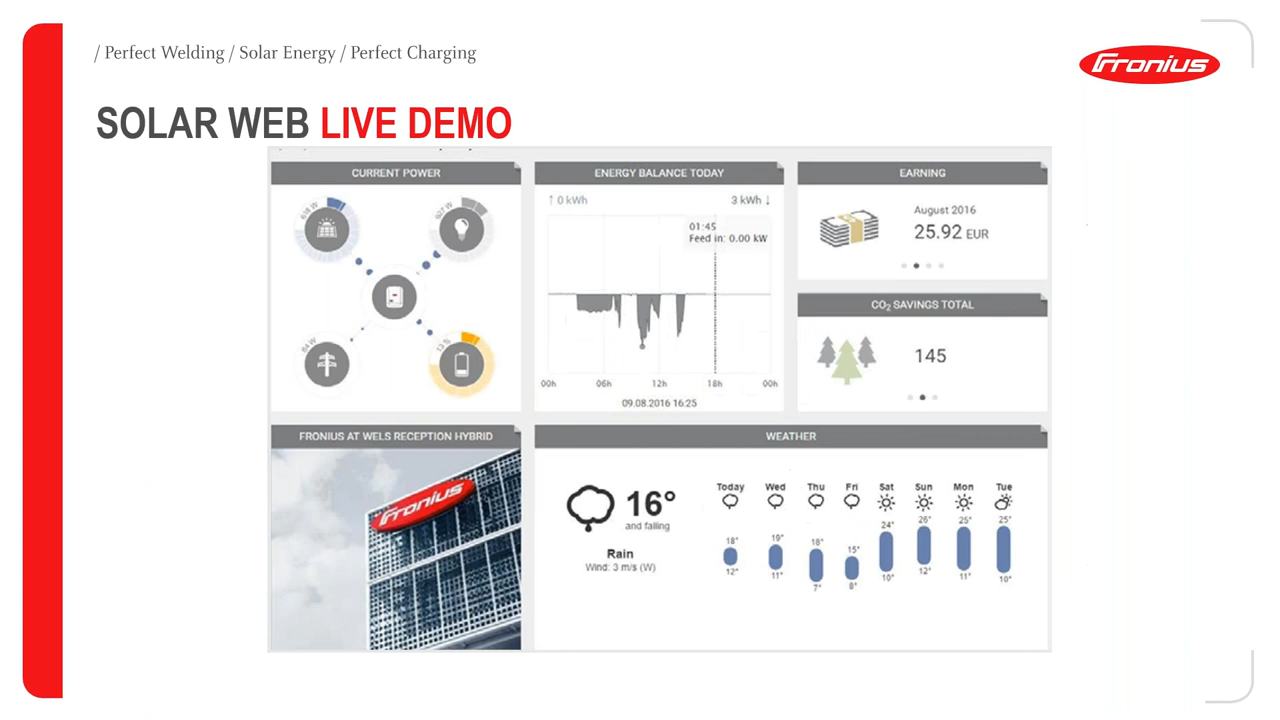 / Perfect Welding / Solar Energy / Perfect Charging
Fronius
SOLAR WEB LIVE DEMO
CURRENT POWER
64 W
13 %
ENERGY BALANCE TODAY
↑ 0 kWh
3 kWh ↓
01:45
Feed in: 0.00 kW
00h 06h 12h 18h 00h
09.08.2016 16:25
EARNING
August 2016
25.92 EUR
CO2 SAVINGS TOTAL
145
FRONIUS AT WELS RECEPTION HYBRID
Fronius
WEATHER
16°
and falling
Rain
Wind: 3 m/s (W)
Today Wed Thu Fri Sat Sun Mon Tue
18° 19° 18° 15° 24° 26° 25° 25°
12° 11° 7° 8° 10° 12° 11° 10°